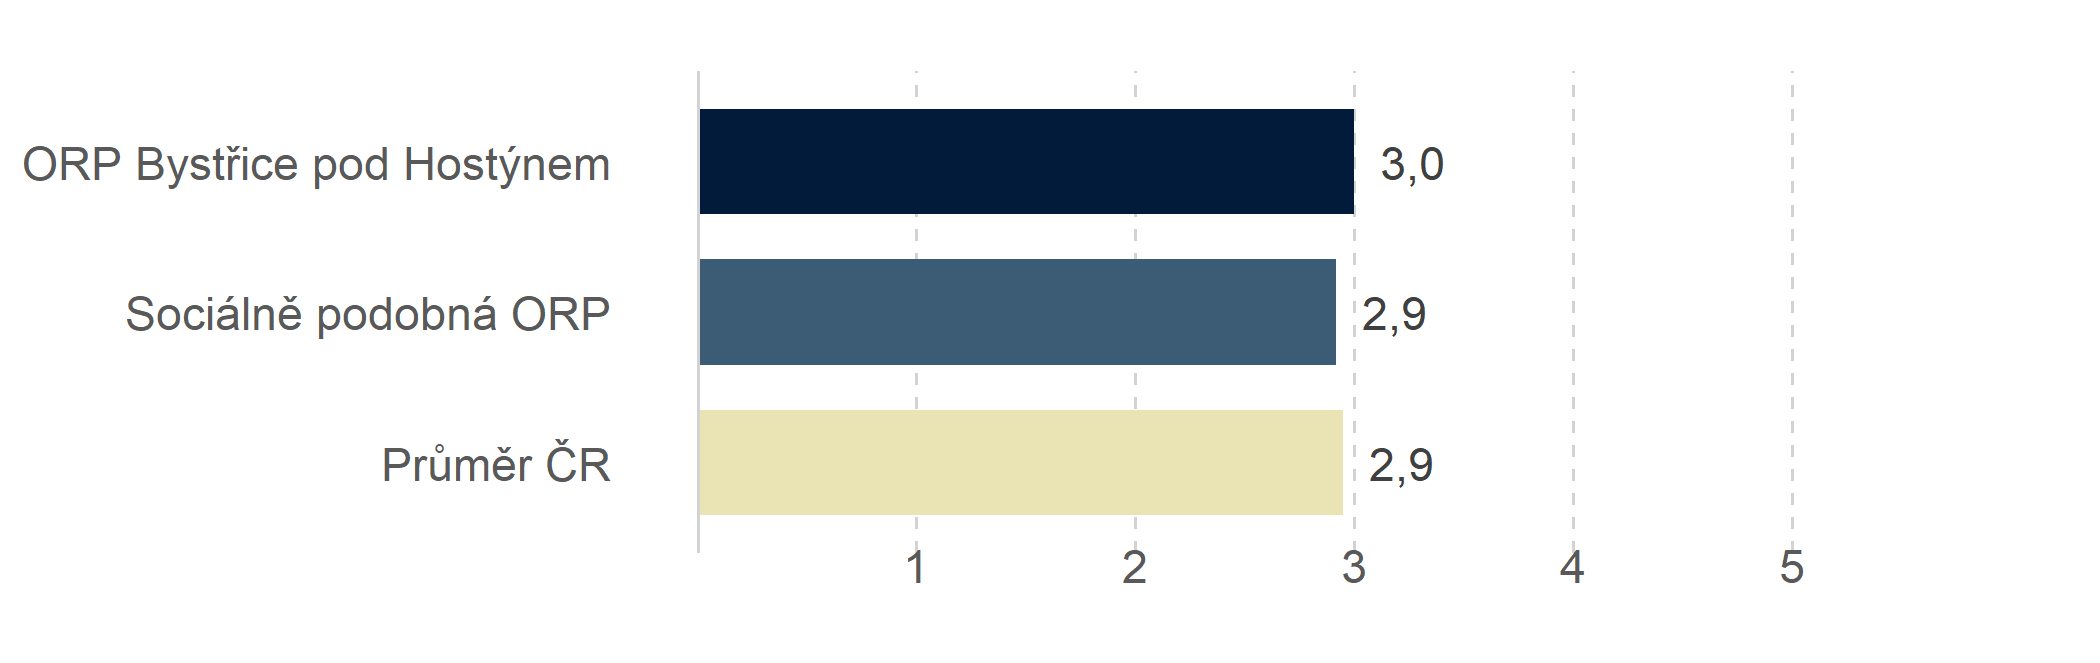 ORP Bystřice pod Hostýnem 3,0
Sociálně podobná ORP 2,9
Průměr ČR 2,9
1 2 3 4 5